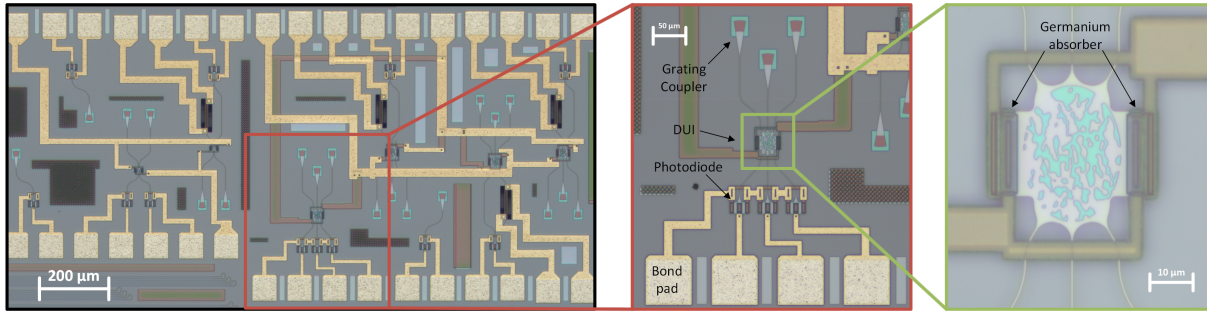 200 µm
50 µm
Grating
Coupler
DUI
Photodiode
Bond
pad
Germanium
absorber
10 µm